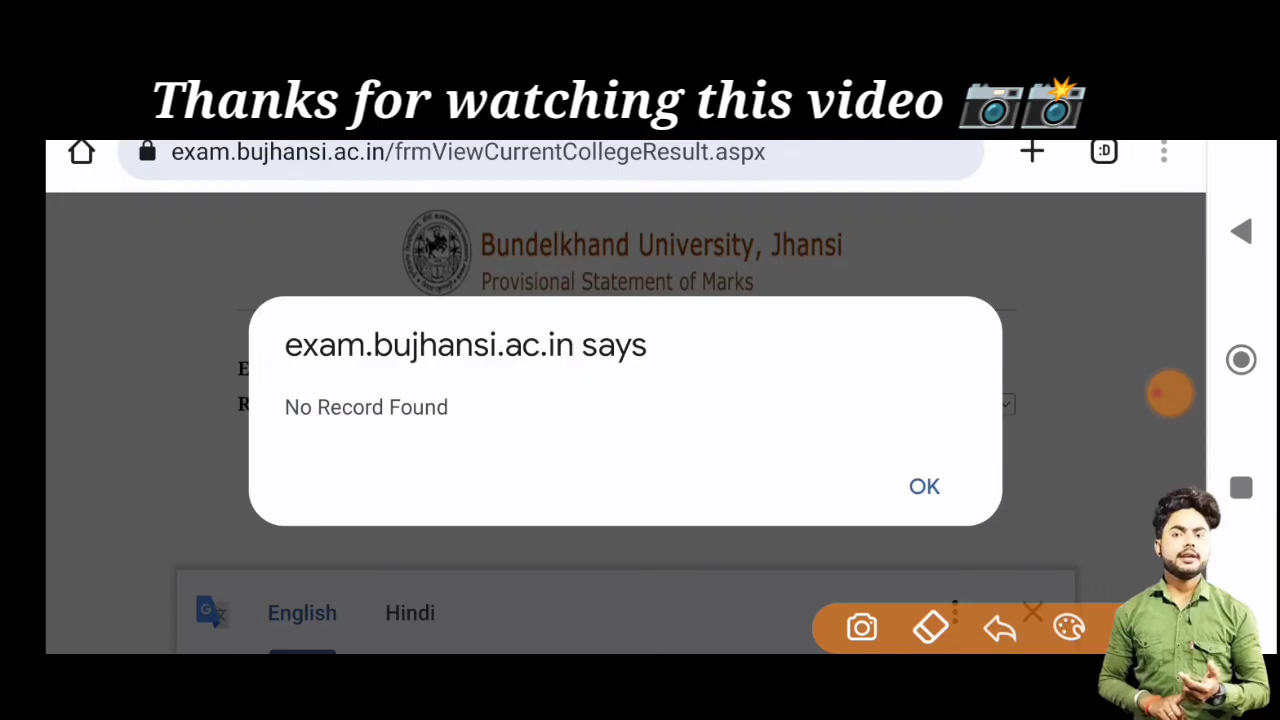 Thanks for watching this video
exam.bujhansi.ac.in/frmViewCurrentCollegeResult.aspx
:D
Bundelkhand University, Jhansi
Provisional Statement of Marks
exam.bujhansi.ac.in says
E
R
No Record Found
OK
G
English Hindi